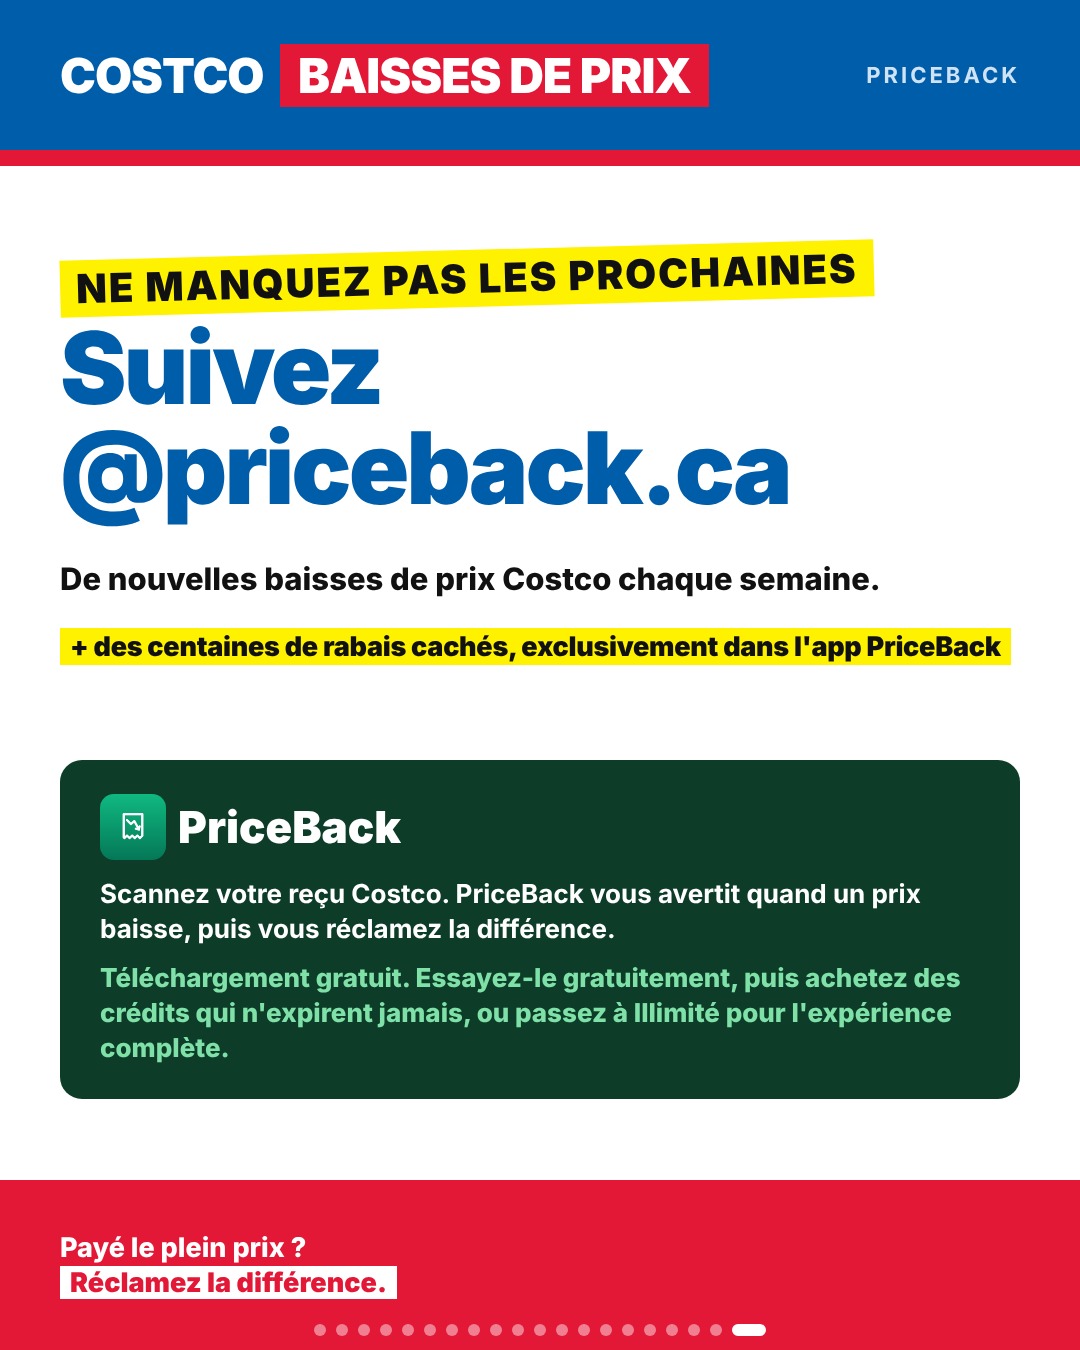 COSTCO BAISSES DE PRIX
PRICEBACK
NE MANQUEZ PAS LES PROCHAINES
Suivez
@priceback.ca
De nouvelles baisses de prix Costco chaque semaine.
+ des centaines de rabais cachés, exclusivement dans l'app PriceBack
PriceBack
Scannez votre reçu Costco. PriceBack vous avertit quand un prix
baisse, puis vous réclamez la différence.
Téléchargement gratuit. Essayez-le gratuitement, puis achetez des
crédits qui n'expirent jamais, ou passez à Illimité pour l'expérience
complète.
Payé le plein prix ?
Réclamez la différence.